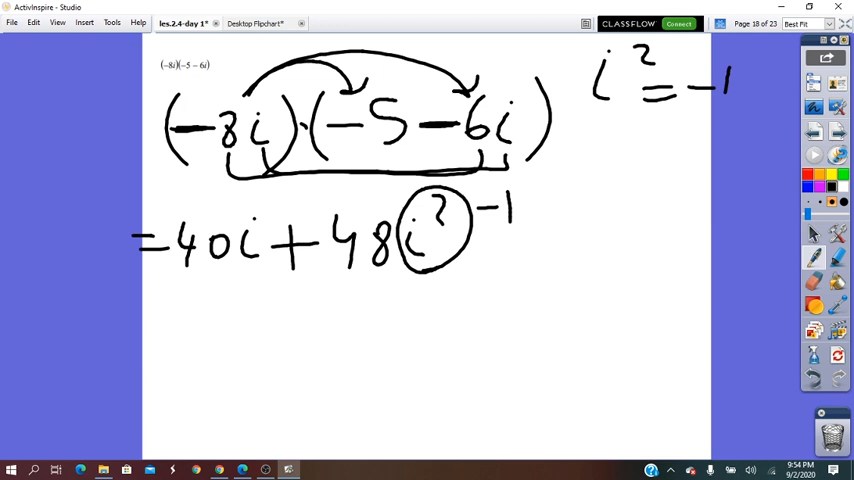 ActivInspire - Studio
File Edit View Insert Tools Help
les.2.4-day 1*
Desktop Flipchart*
CLASSFLOW Connect
Page 18 of 23
Best Fit
(−8i)(−5 − 6i)
(−8i)·(−5 − 6i)
i² = −1
= 40i + 48i² −1
9:54 PM
9/2/2020